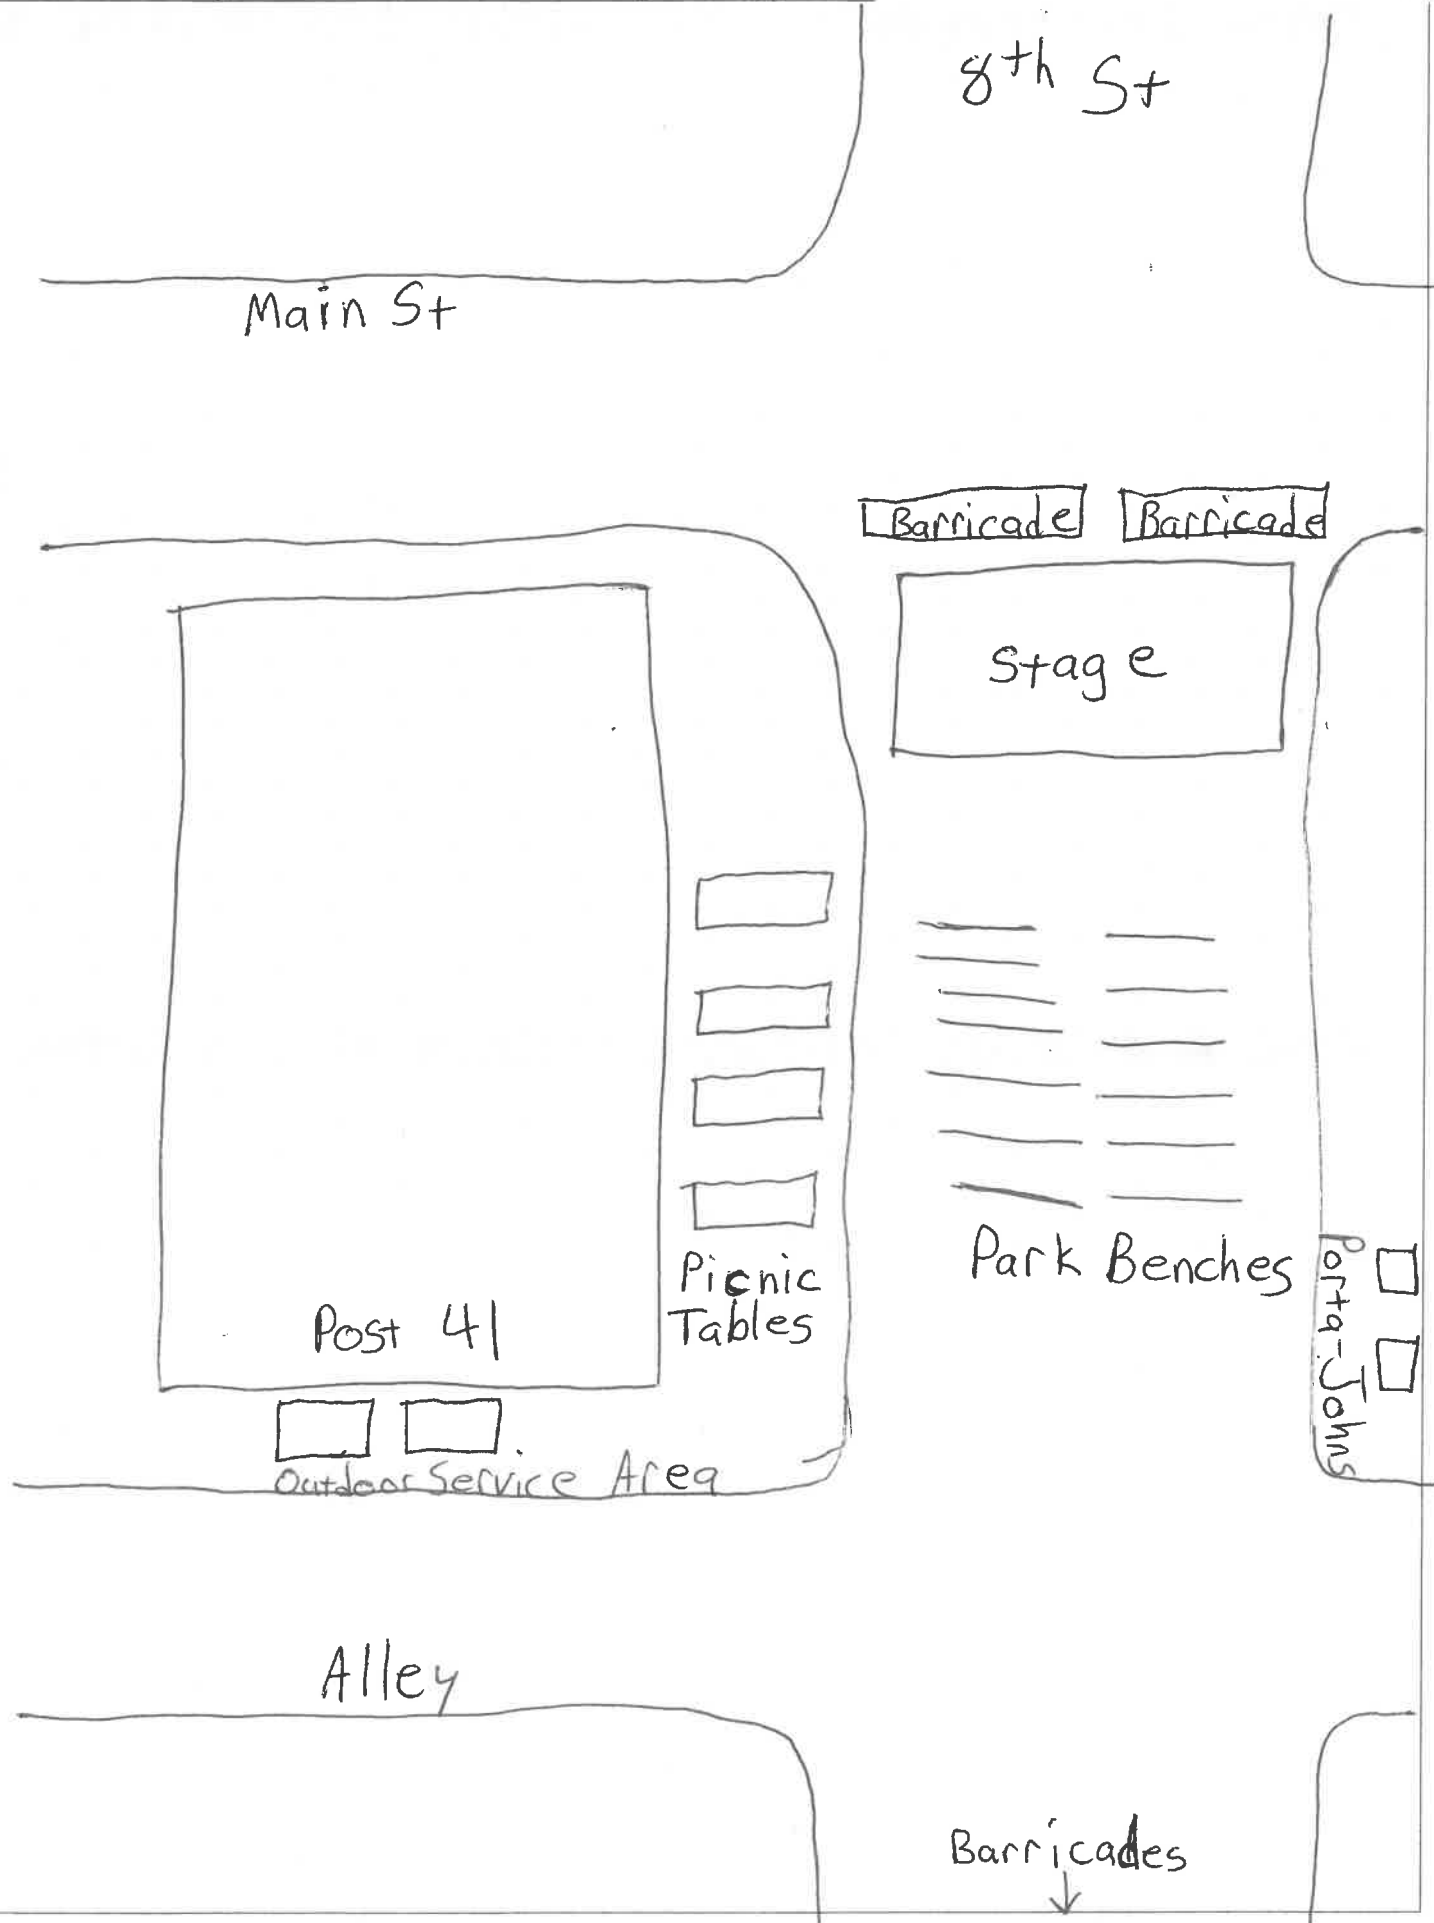 8th St
Main St
Barricade
Barricade
Stage
Park Benches
Picnic
Tables
Porta-Johns
Post 41
Outdoor Service Area
Alley
Barricades